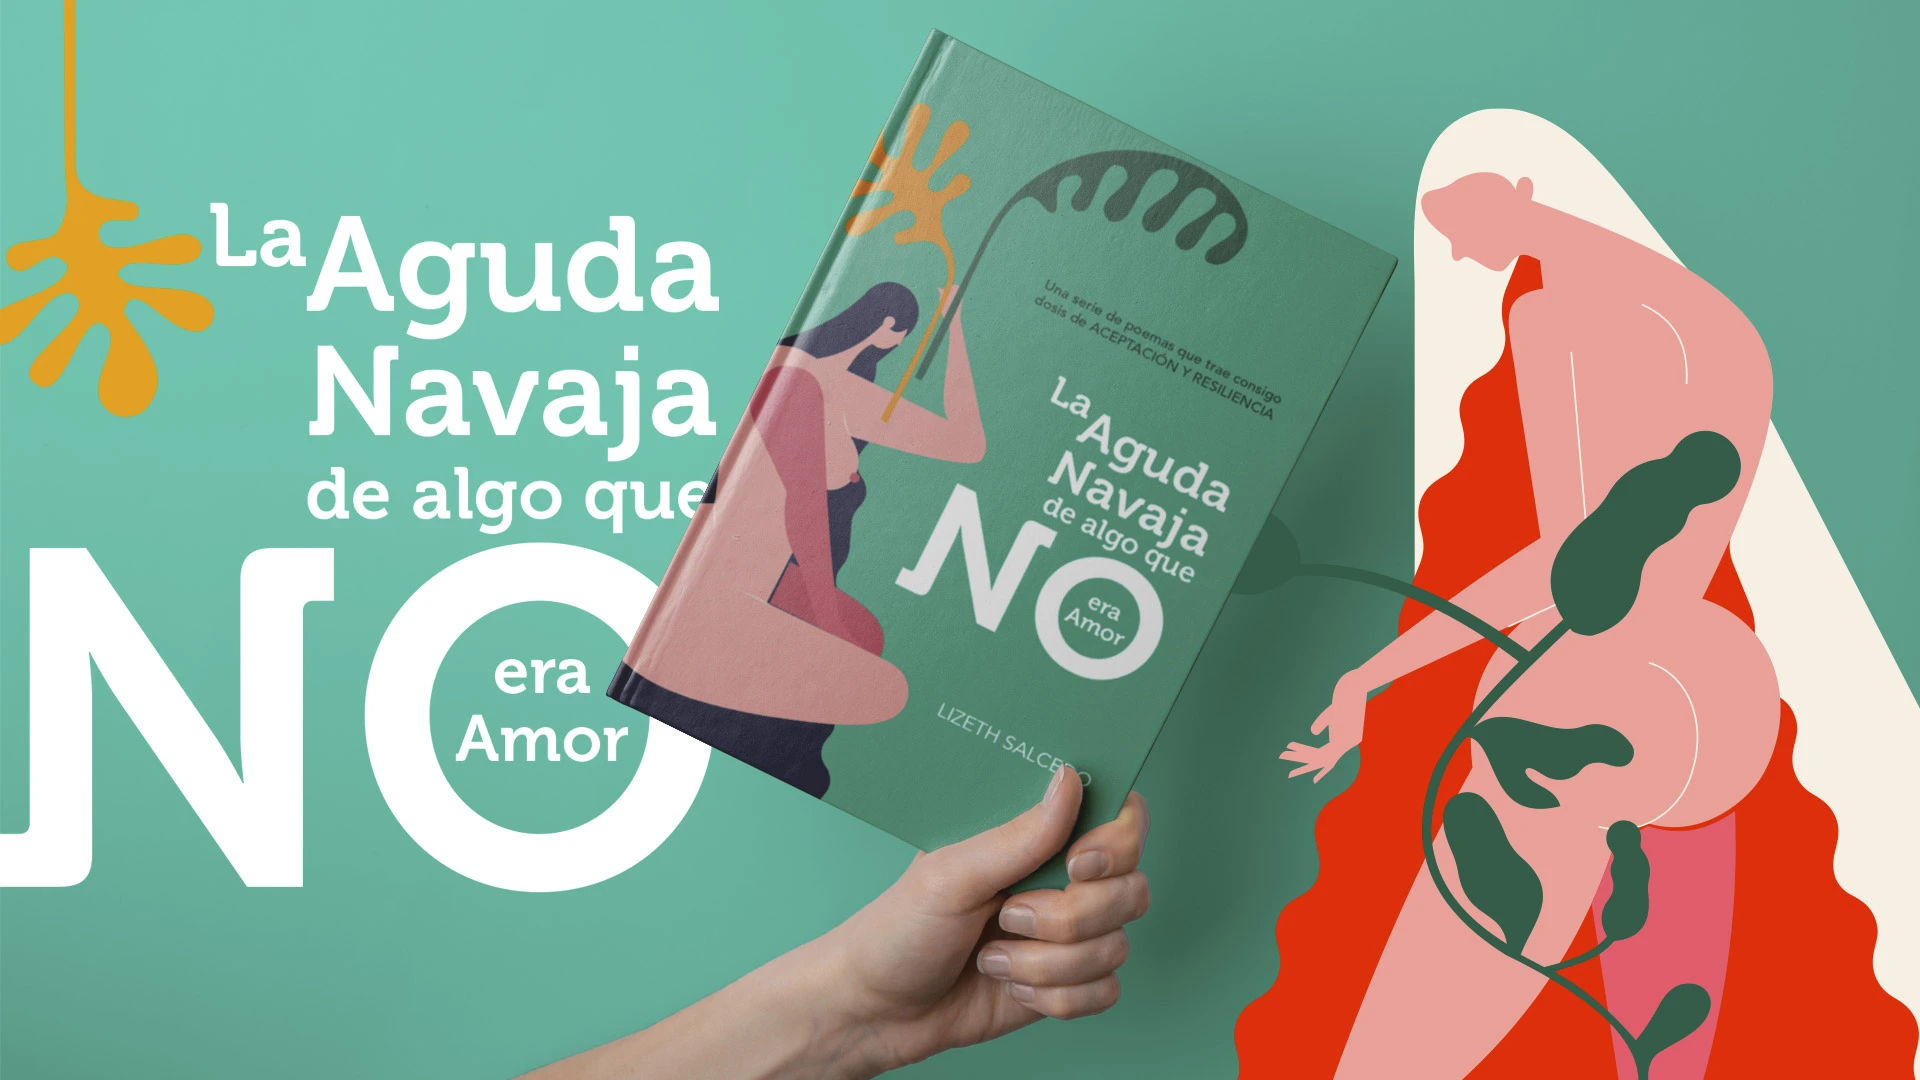 La Aguda
Navaja
de algo que
NO
era
Amor
Una serie de poemas que trae consigo
dosis de ACEPTACIÓN Y RESILIENCIA
La Aguda
Navaja
de algo que
NO
era
Amor
LIZETH SALCEDO